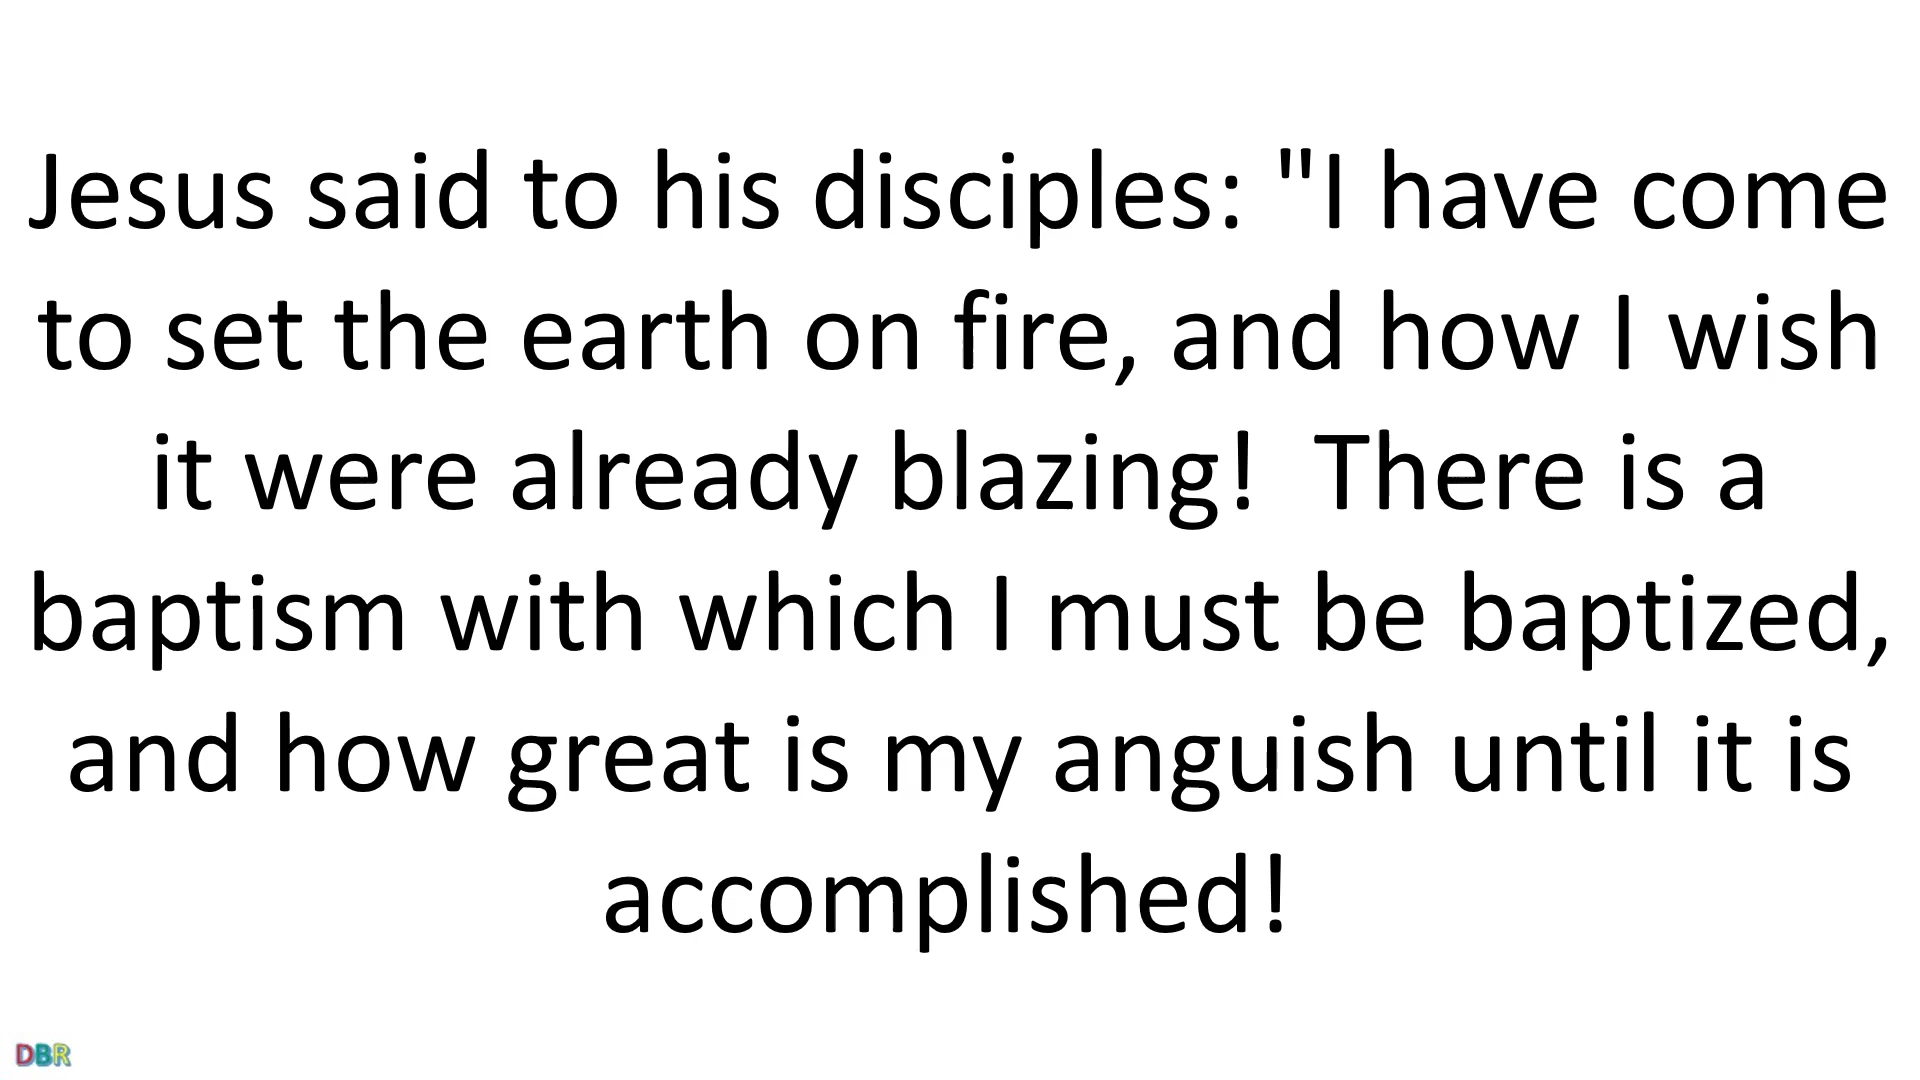 Jesus said to his disciples: "I have come
to set the earth on fire, and how I wish
it were already blazing!  There is a
baptism with which I must be baptized,
and how great is my anguish until it is
accomplished!
DBR